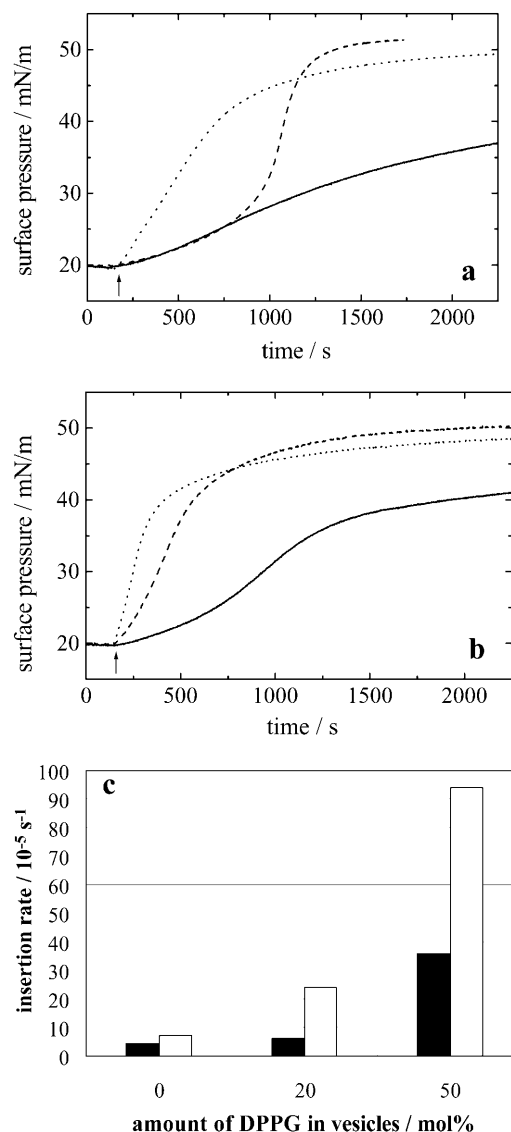 50
40
30
20
surface pressure / mN/m
a
0 500 1000 1500 2000
time / s
50
40
30
20
surface pressure / mN/m
b
0 500 1000 1500 2000
time / s
c
100
90
80
70
60
50
40
30
20
10
0
insertion rate / 10⁻⁵ s⁻¹
0 20 50
amount of DPPG in vesicles / mol%